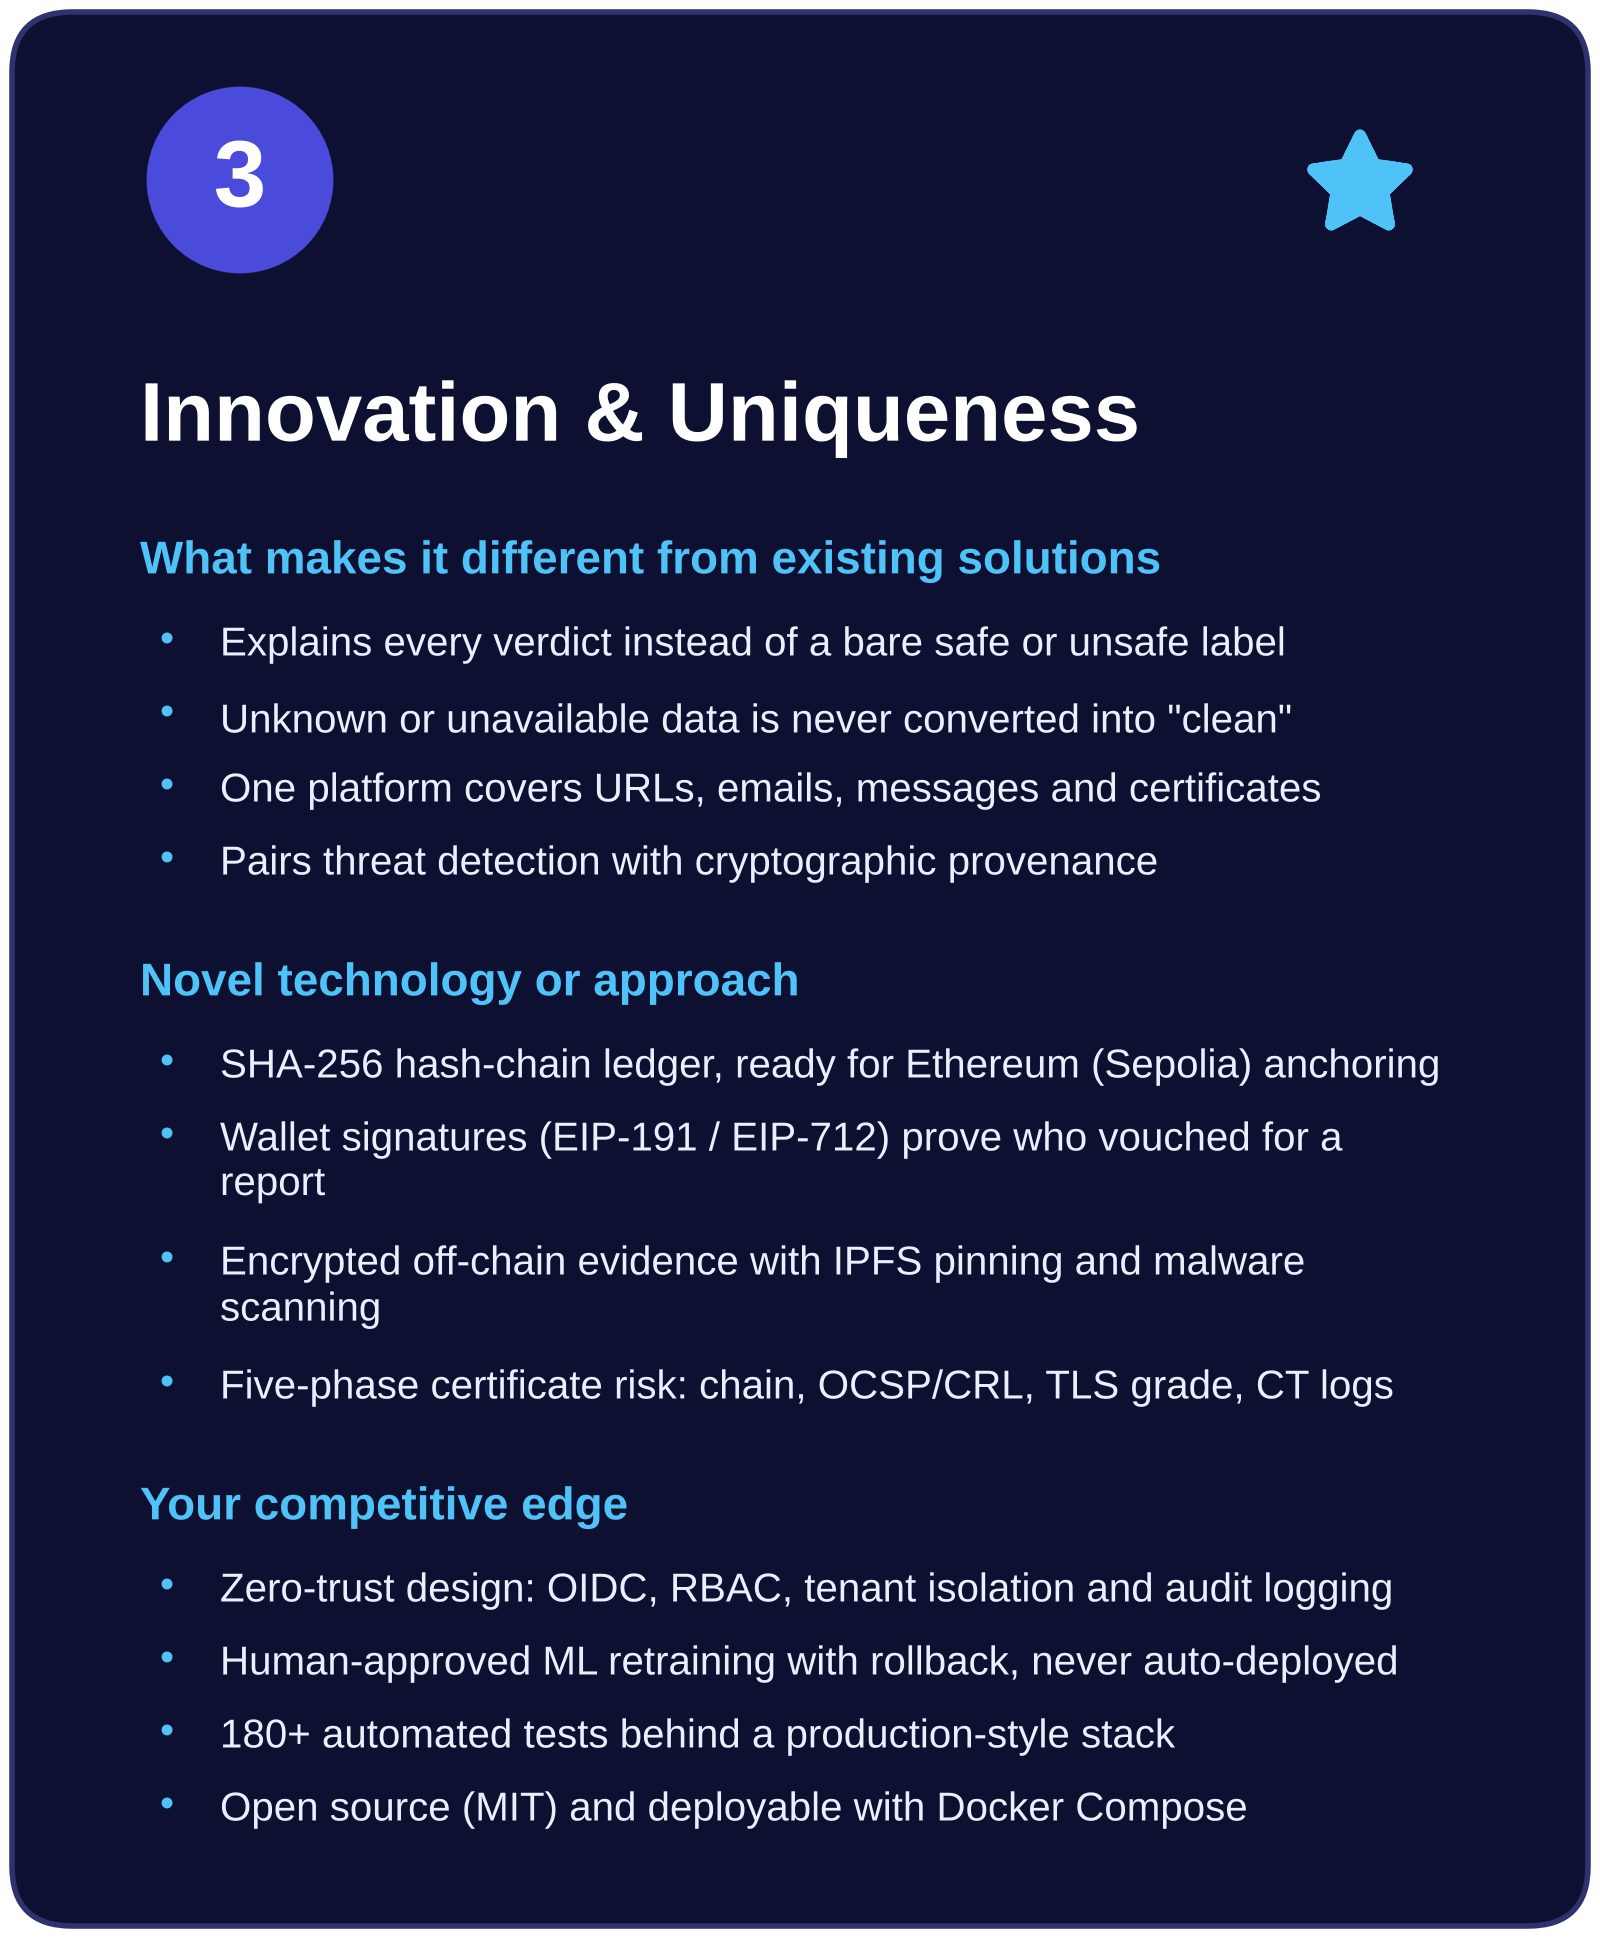 3
Innovation & Uniqueness
What makes it different from existing solutions
• Explains every verdict instead of a bare safe or unsafe label
• Unknown or unavailable data is never converted into "clean"
• One platform covers URLs, emails, messages and certificates
• Pairs threat detection with cryptographic provenance
Novel technology or approach
• SHA-256 hash-chain ledger, ready for Ethereum (Sepolia) anchoring
• Wallet signatures (EIP-191 / EIP-712) prove who vouched for a
report
• Encrypted off-chain evidence with IPFS pinning and malware
scanning
• Five-phase certificate risk: chain, OCSP/CRL, TLS grade, CT logs
Your competitive edge
• Zero-trust design: OIDC, RBAC, tenant isolation and audit logging
• Human-approved ML retraining with rollback, never auto-deployed
• 180+ automated tests behind a production-style stack
• Open source (MIT) and deployable with Docker Compose